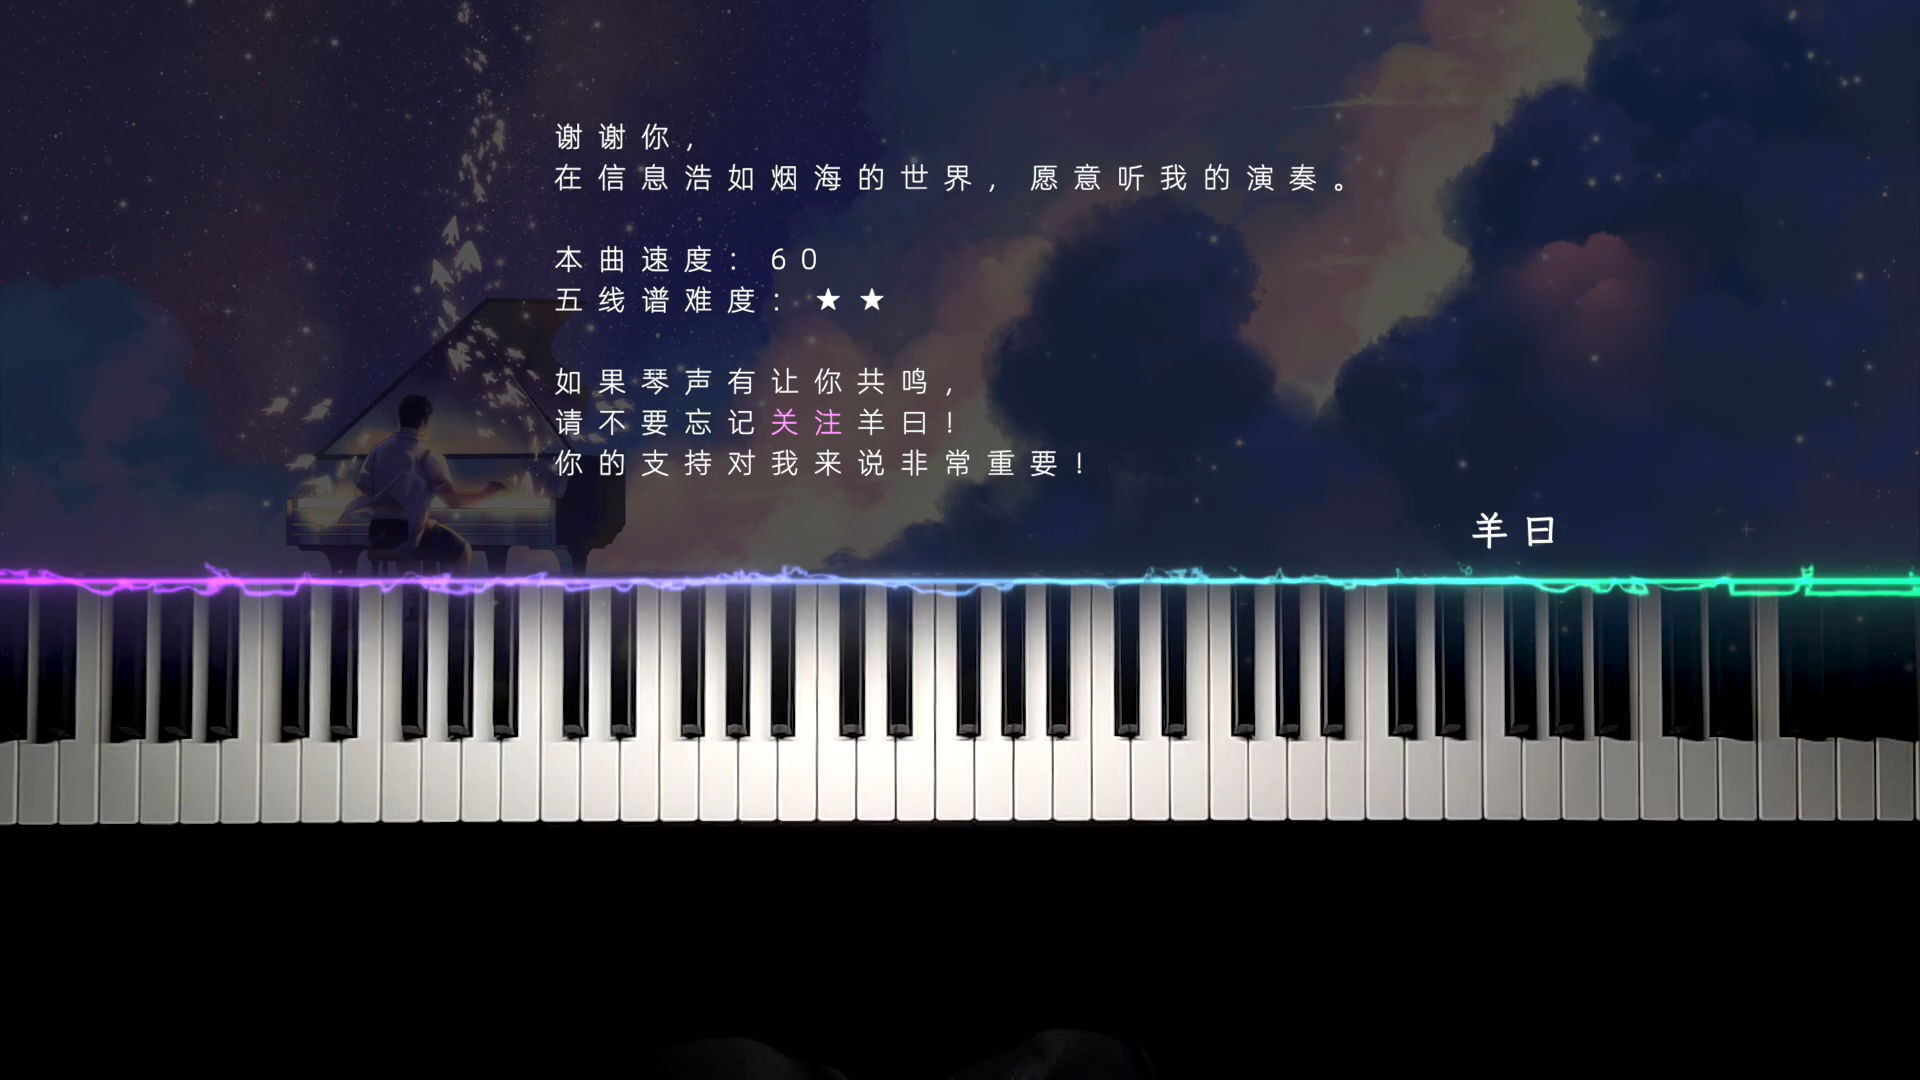 谢谢你,
在信息浩如烟海的世界,愿意听我的演奏。
本曲速度:60
五线谱难度:★★
如果琴声有让你共鸣,
请不要忘记关注羊曰!
你的支持对我来说非常重要!
羊曰